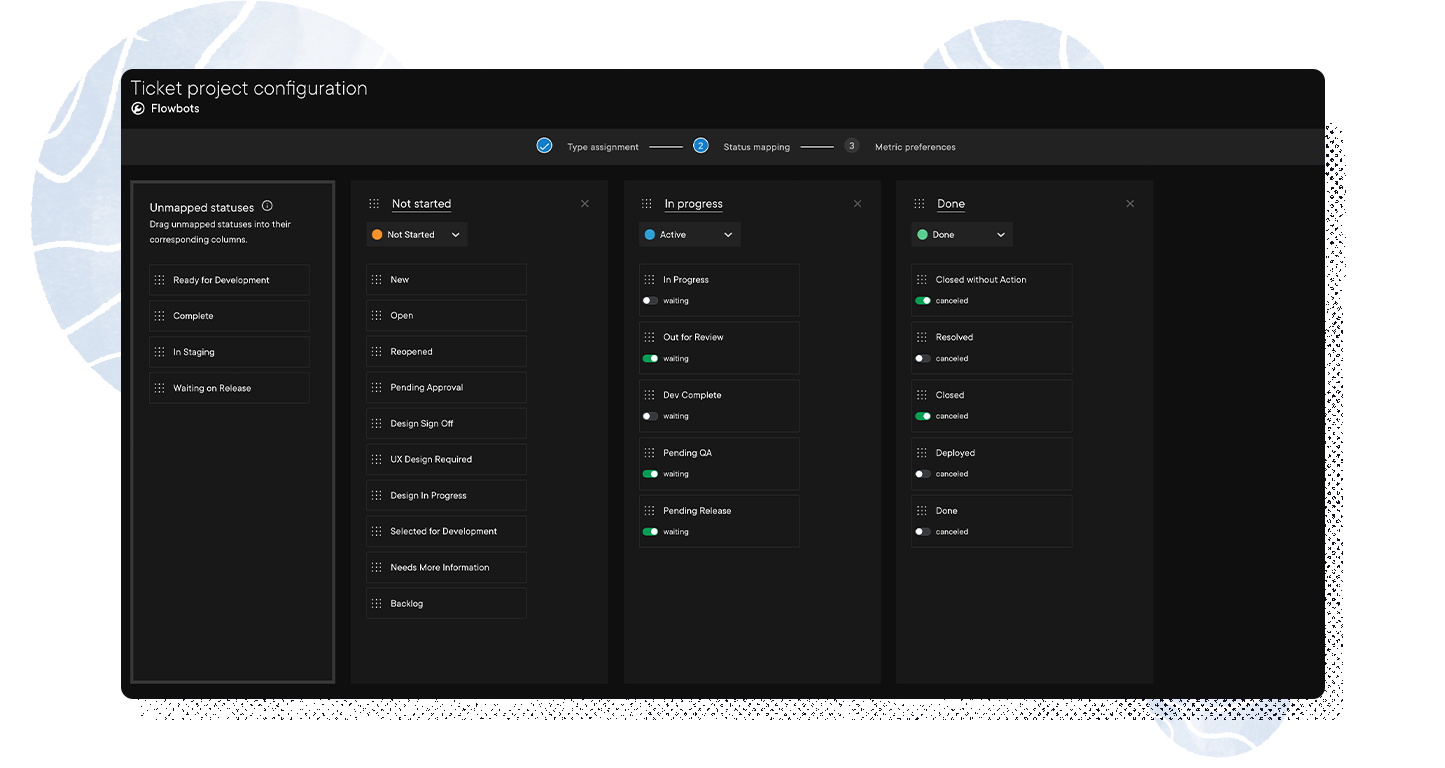 Ticket project configuration
Flowbots
Type assignment
2
Status mapping
3
Metric preferences
Unmapped statuses
Drag unmapped statuses into their
corresponding columns.
Ready for Development
Complete
In Staging
Waiting on Release
Not started
Not Started
New
Open
Reopened
Pending Approval
Design Sign Off
UX Design Required
Design In Progress
Selected for Development
Needs More Information
Backlog
In progress
Active
In Progress
waiting
Out for Review
waiting
Dev Complete
waiting
Pending QA
waiting
Pending Release
waiting
Done
Done
Closed without Action
canceled
Resolved
canceled
Closed
canceled
Deployed
canceled
Done
canceled